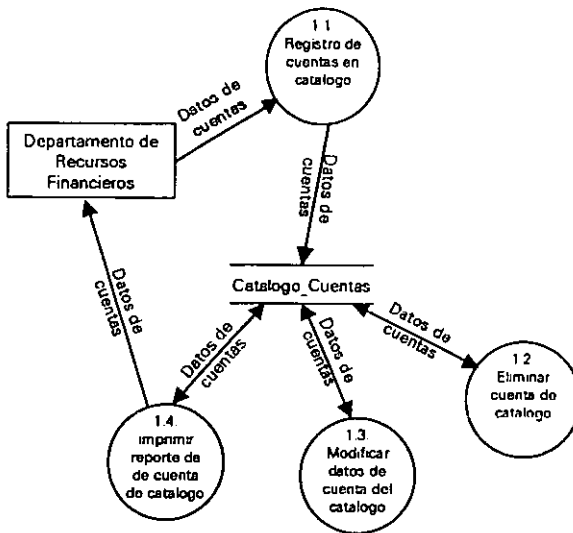 1.1
Registro de
cuentas en
catalogo
Datos de
cuentas
Departamento de
Recursos
Financieros
Datos de
cuentas
Datos de
cuentas
Catalogo_Cuentas
Datos de
cuentas
Datos de
cuentas
Datos de
cuentas
1.2
Eliminar
cuenta de
catalogo
1.4.
Imprimir
reporte de
de cuenta
de catalogo
1.3.
Modificar
datos de
cuenta del
catalogo